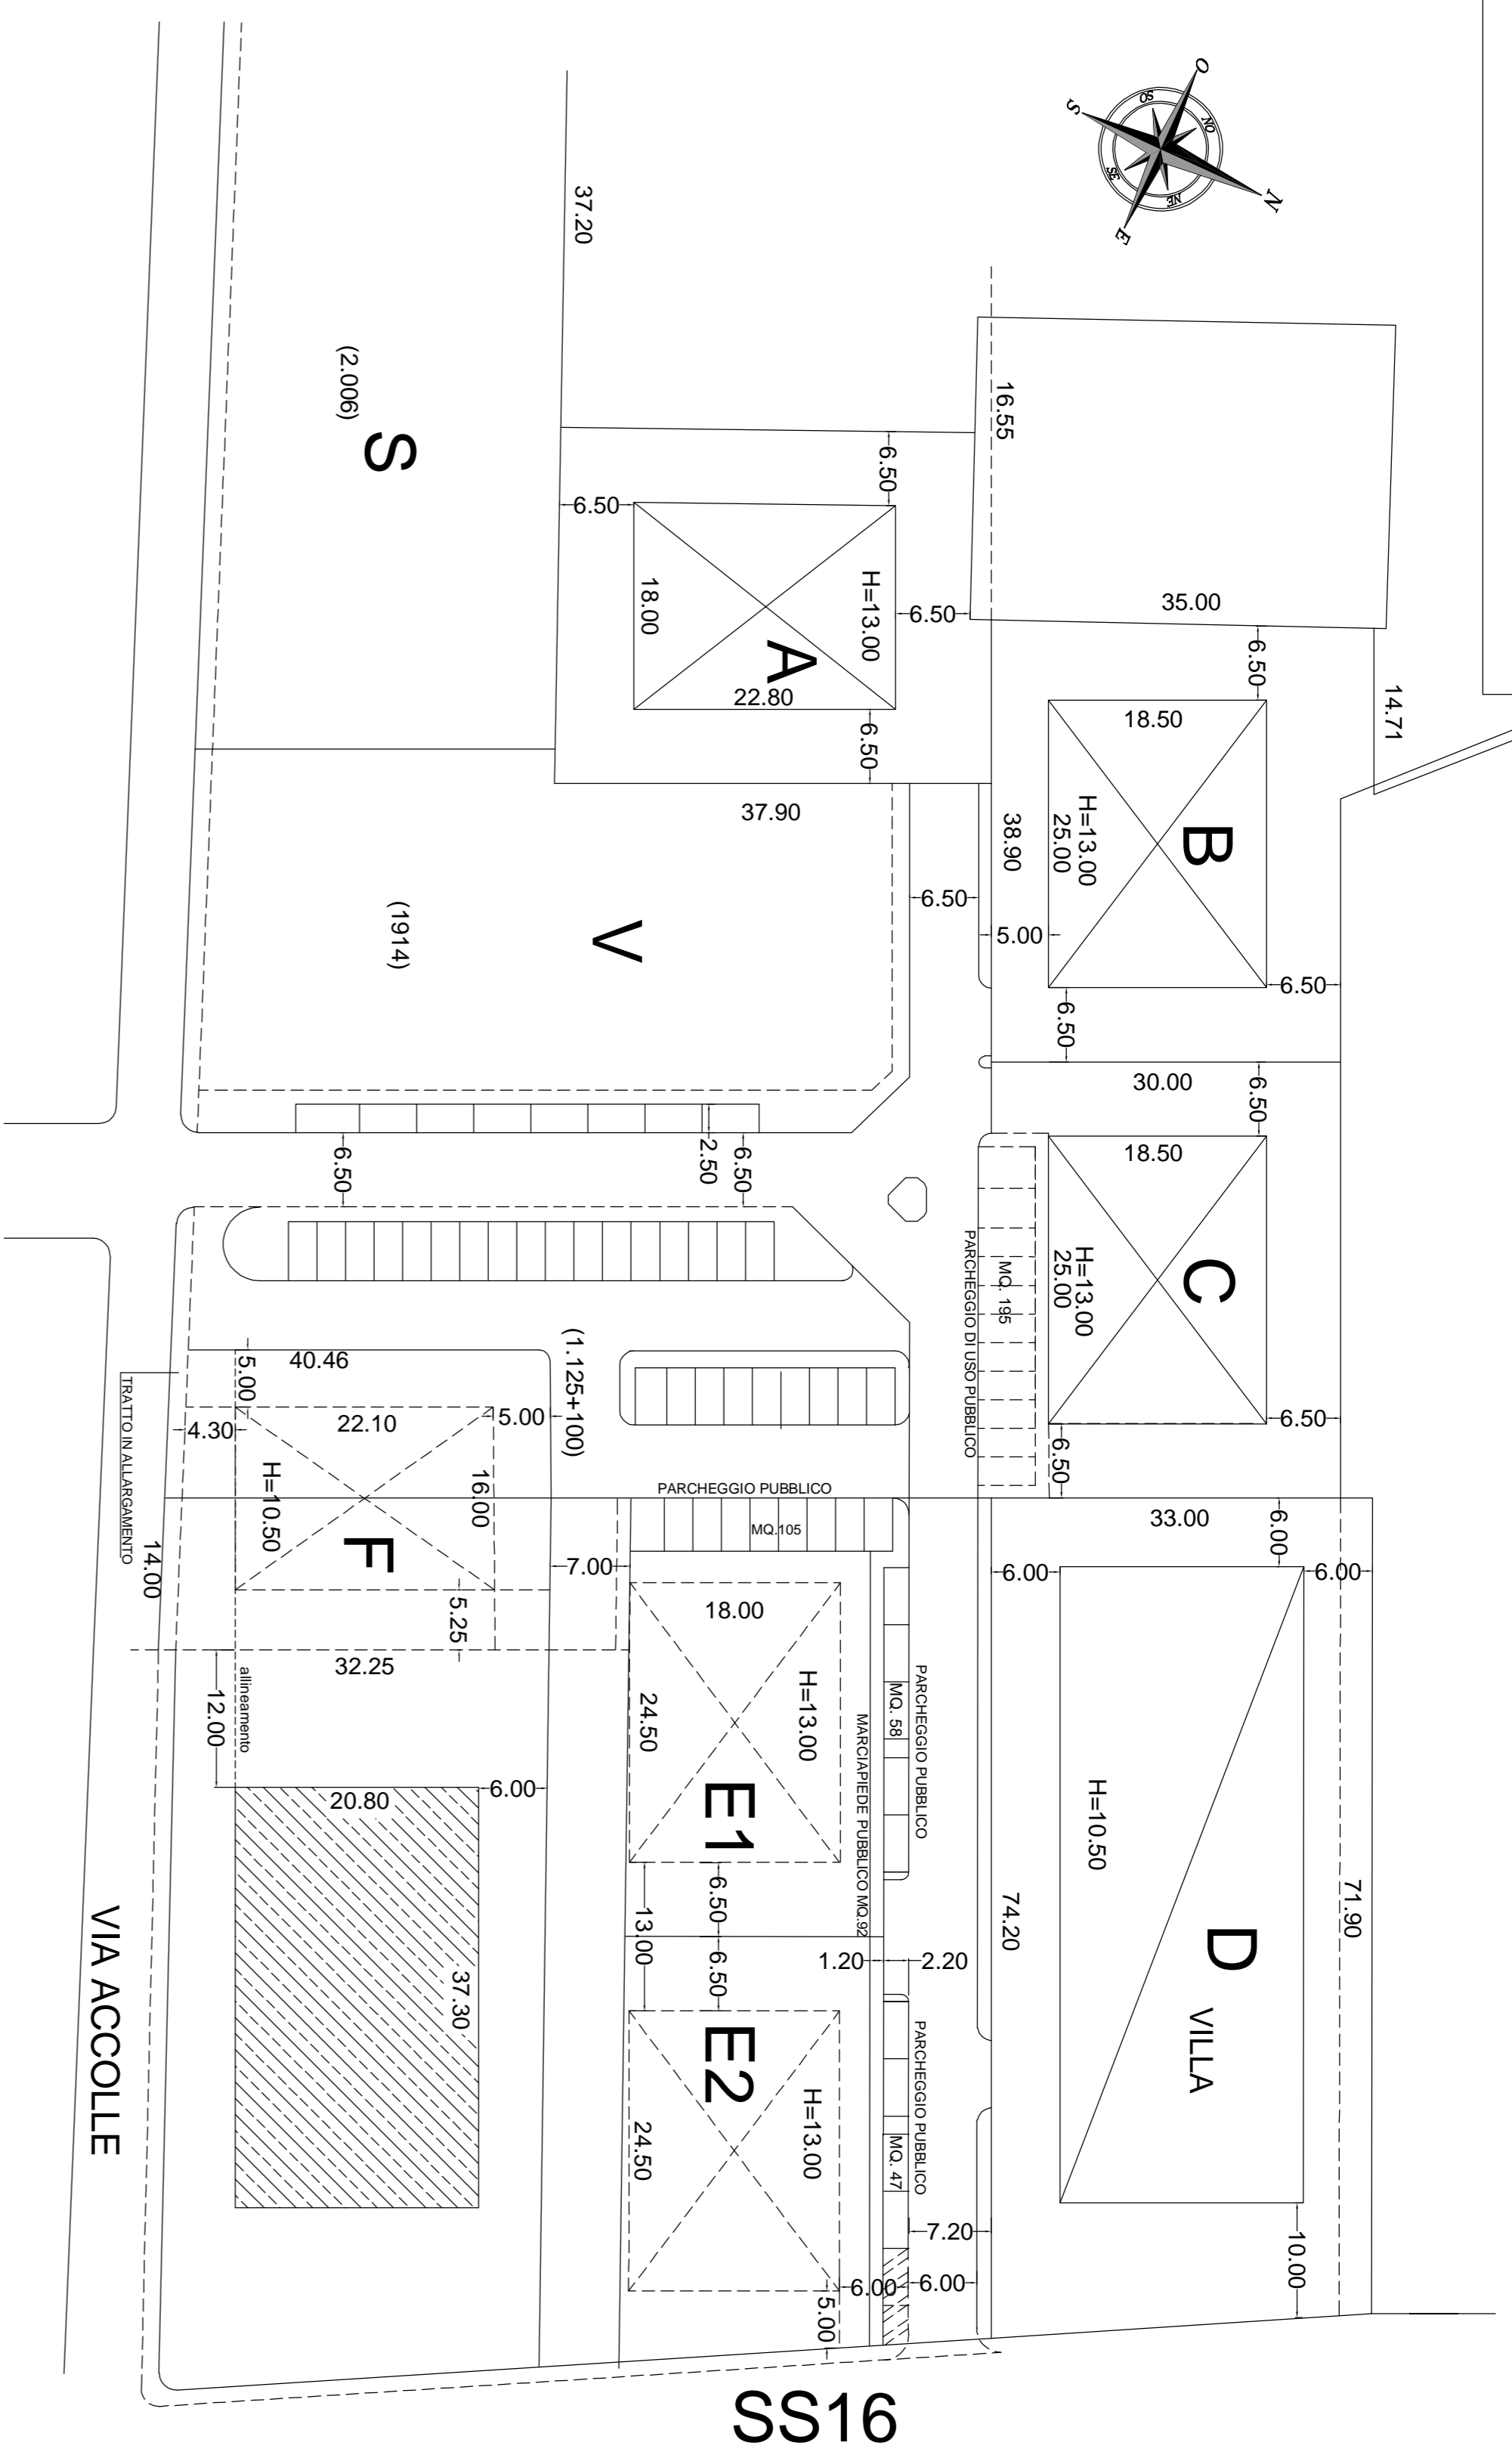 O
NO
N
NE
E
SE
S
SO
37.20
16.55
(2.006)
S
6.50
6.50
18.00
H=13.00
A
22.80
6.50
6.50
35.00
6.50
14.71
18.50
H=13.00
25.00
B
37.90
38.90
6.50
5.00
6.50
6.50
V
(1914)
30.00
6.50
18.50
H=13.00
25.00
C
6.50
6.50
2.50
6.50
6.50
MQ. 195
PARCHEGGIO DI USO PUBBLICO
(1.125+100)
40.46
5.00
22.10
5.00
4.30
16.00
H=10.50
F
5.25
TRATTO IN ALLARGAMENTO
14.00
32.25
12.00
allineamento
PARCHEGGIO PUBBLICO
MQ.105
7.00
18.00
H=13.00
24.50
E1
PARCHEGGIO PUBBLICO
MQ. 58
MARCIAPIEDE PUBBLICO MQ.92
33.00
6.00
6.00
6.00
H=10.50
D
VILLA
71.90
74.20
10.00
20.80
6.00
37.30
6.50
13.00
6.50
1.20
2.20
E2
H=13.00
24.50
PARCHEGGIO PUBBLICO
MQ. 47
7.20
6.00
6.00
5.00
VIA ACCOLLE
SS16